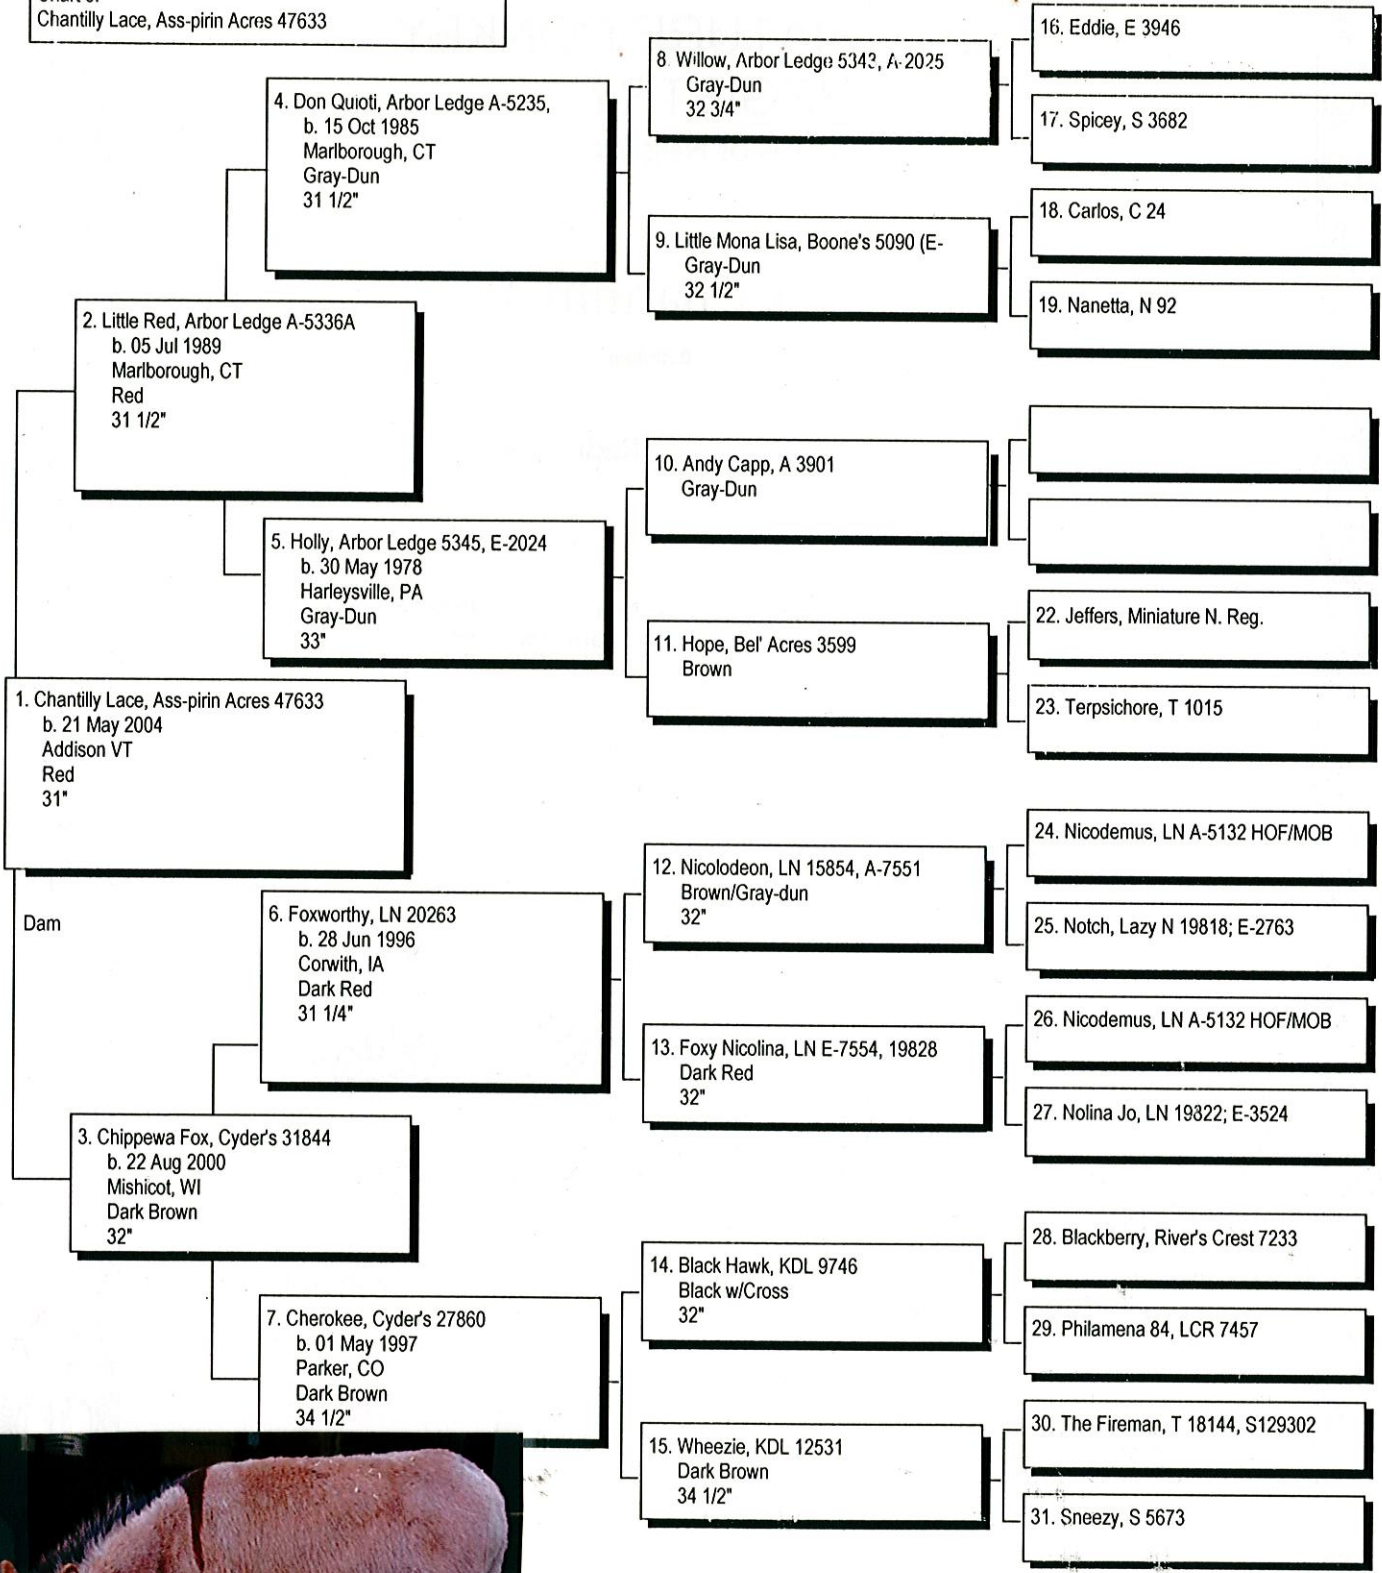 Chantilly Lace, Ass-pirin Acres 47633
4. Don Quioti, Arbor Ledge A-5235,
b. 15 Oct 1985
Marlborough, CT
Gray-Dun
31 1/2"
8. Willow, Arbor Ledge 5343, A-2025
Gray-Dun
32 3/4"
16. Eddie, E 3946
17. Spicey, S 3682
9. Little Mona Lisa, Boone's 5090 (E-
Gray-Dun
32 1/2"
18. Carlos, C 24
19. Nanetta, N 92
2. Little Red, Arbor Ledge A-5336A
b. 05 Jul 1989
Marlborough, CT
Red
31 1/2"
10. Andy Capp, A 3901
Gray-Dun
5. Holly, Arbor Ledge 5345, E-2024
b. 30 May 1978
Harleysville, PA
Gray-Dun
33"
11. Hope, Bel' Acres 3599
Brown
22. Jeffers, Miniature N. Reg.
23. Terpsichore, T 1015
1. Chantilly Lace, Ass-pirin Acres 47633
b. 21 May 2004
Addison VT
Red
31"
Dam
6. Foxworthy, LN 20263
b. 28 Jun 1996
Corwith, IA
Dark Red
31 1/4"
12. Nicolodeon, LN 15854, A-7551
Brown/Gray-dun
32"
24. Nicodemus, LN A-5132 HOF/MOB
25. Notch, Lazy N 19818; E-2763
13. Foxy Nicolina, LN E-7554, 19828
Dark Red
32"
26. Nicodemus, LN A-5132 HOF/MOB
27. Nolina Jo, LN 19822; E-3524
3. Chippewa Fox, Cyder's 31844
b. 22 Aug 2000
Mishicot, WI
Dark Brown
32"
7. Cherokee, Cyder's 27860
b. 01 May 1997
Parker, CO
Dark Brown
34 1/2"
14. Black Hawk, KDL 9746
Black w/Cross
32"
28. Blackberry, River's Crest 7233
29. Philamena 84, LCR 7457
15. Wheezie, KDL 12531
Dark Brown
34 1/2"
30. The Fireman, T 18144, S129302
31. Sneezy, S 5673